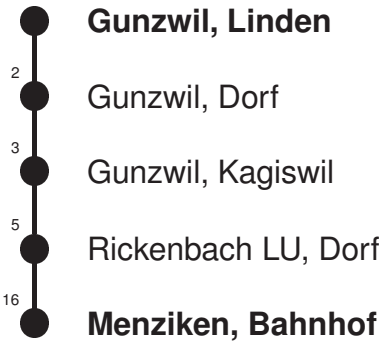 Gunzwil, Linden
2
Gunzwil, Dorf
3
Gunzwil, Kagiswil
5
Rickenbach LU, Dorf
16
Menziken, Bahnhof